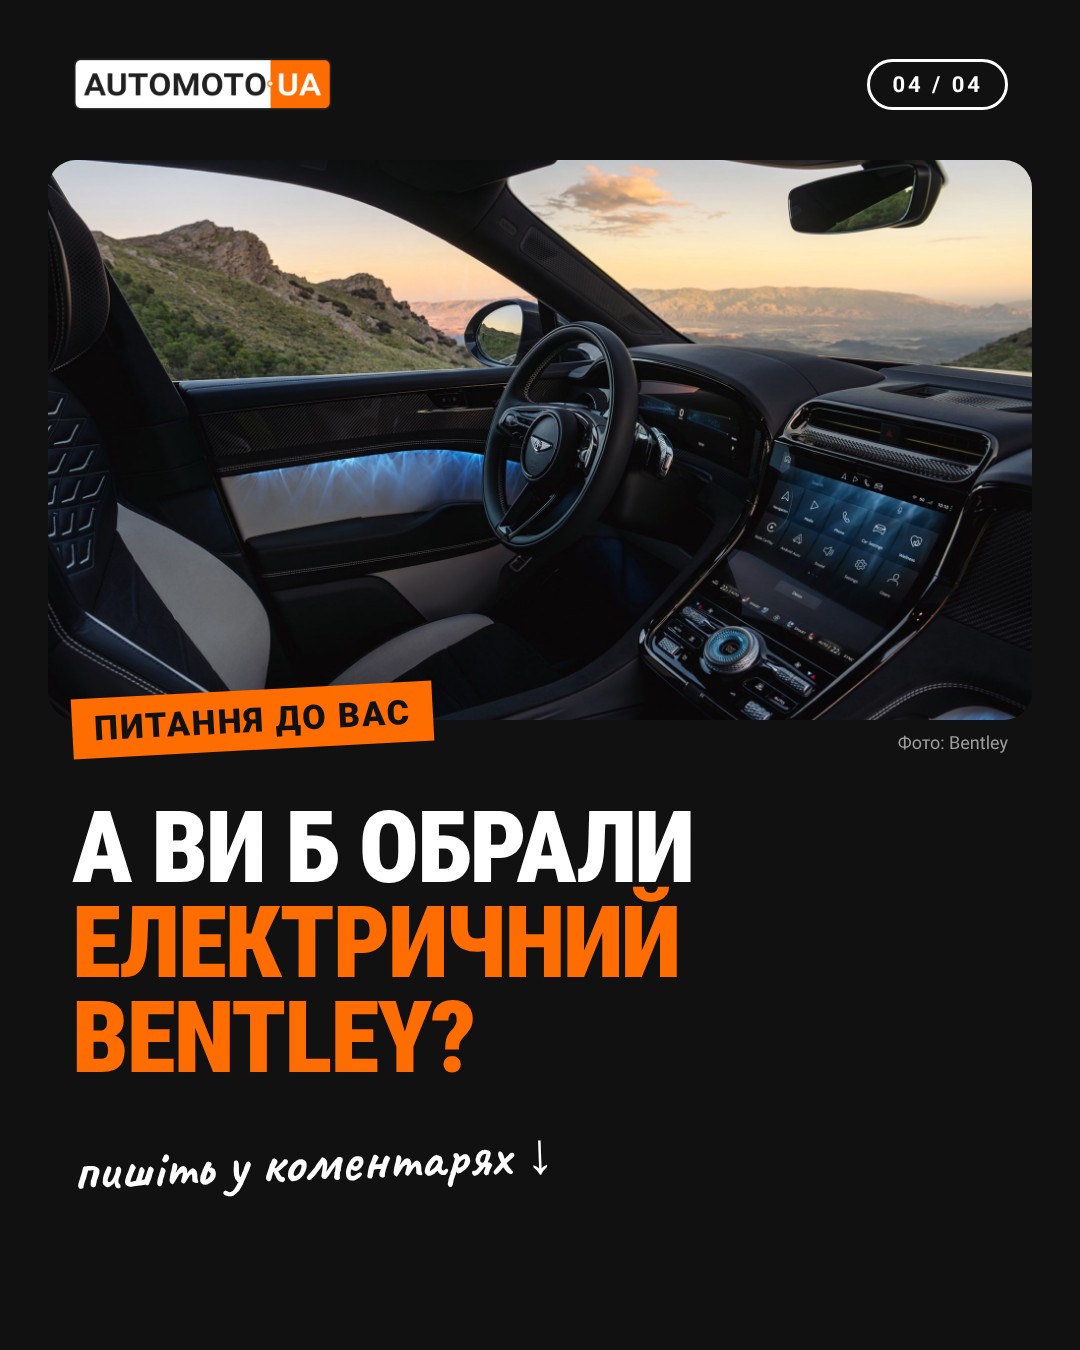 AUTOMOTO UA
04 / 04
ПИТАННЯ ДО ВАС
Фото: Bentley
А ВИ Б ОБРАЛИ
ЕЛЕКТРИЧНИЙ
BENTLEY?
пишіть у коментарях ↓